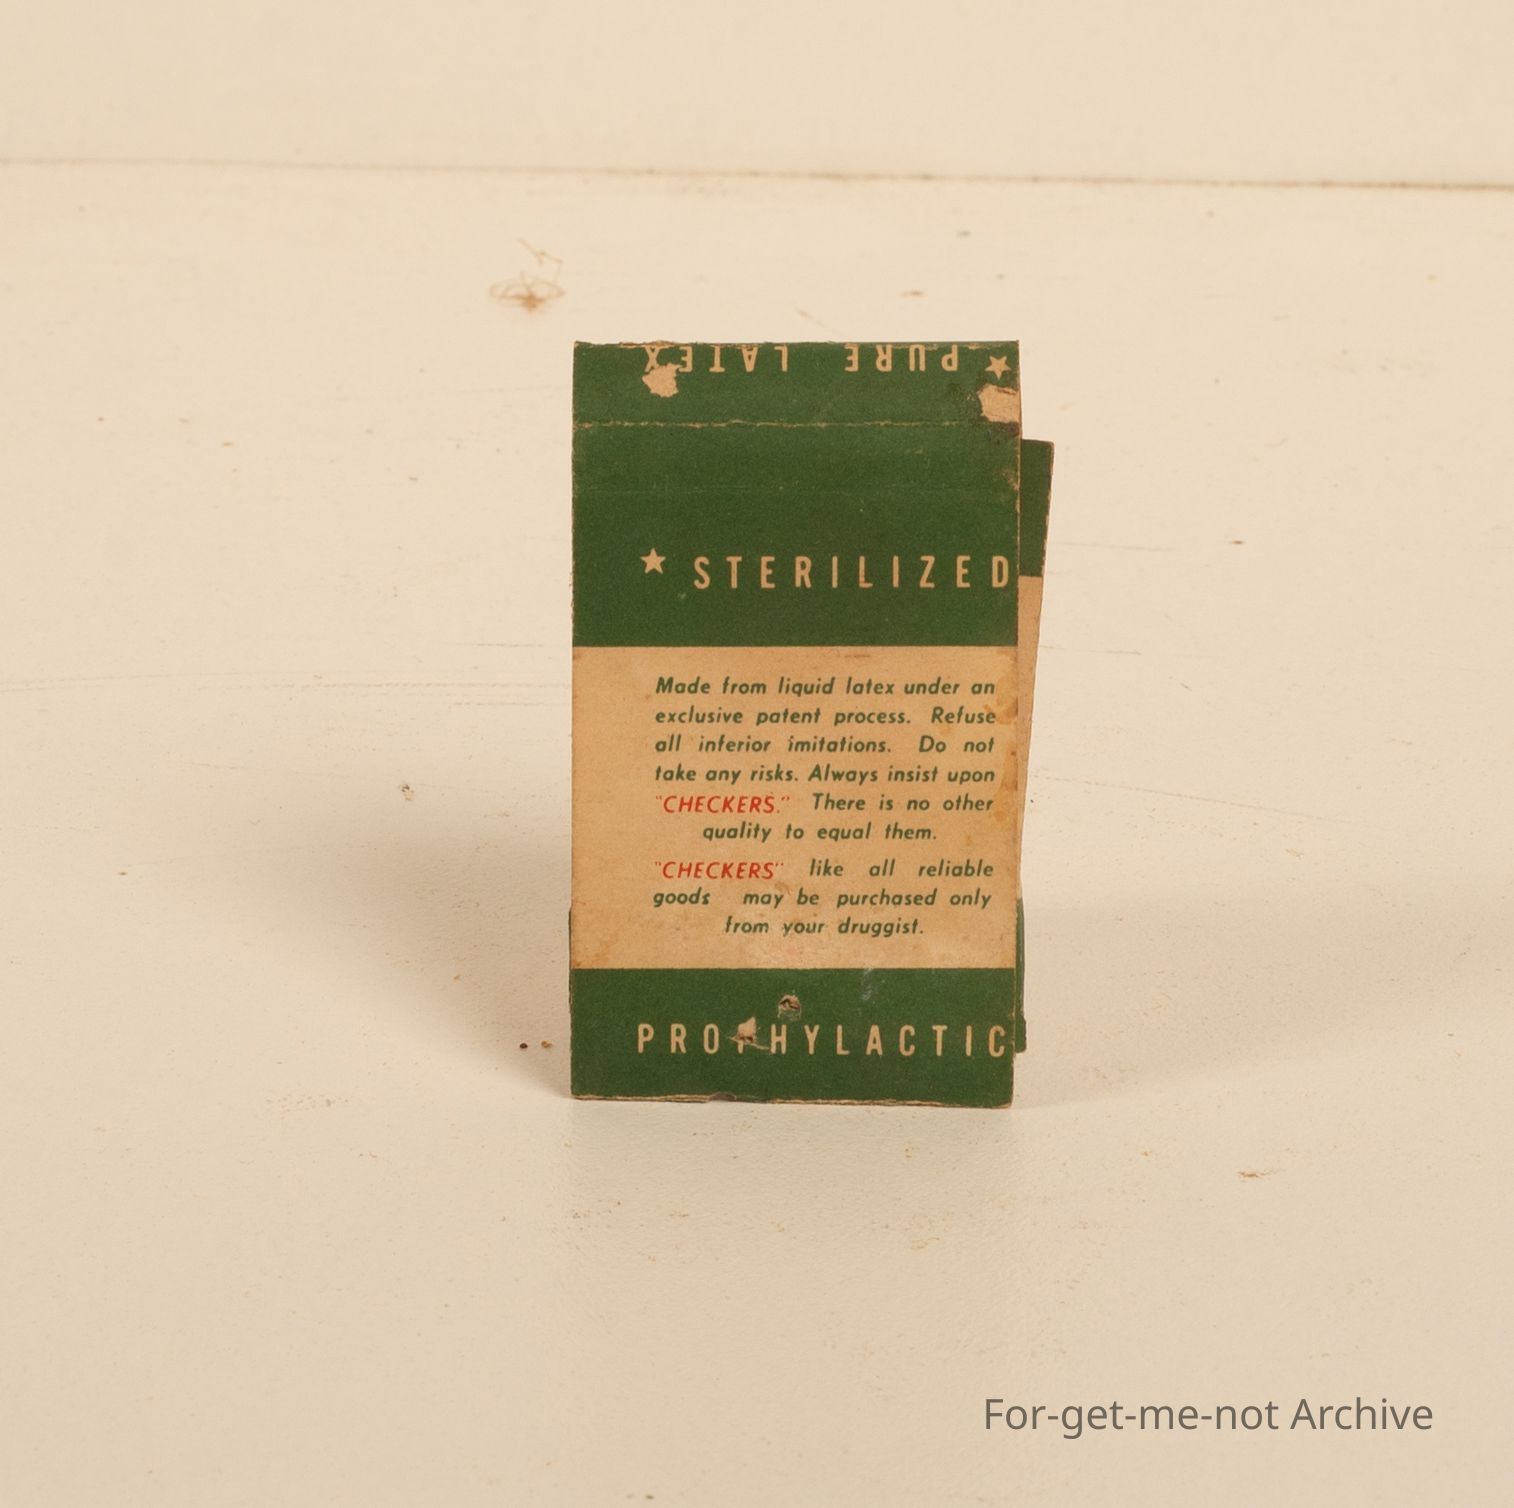 ★ PURE LATEX
★ STERILIZED
Made from liquid latex under an
exclusive patent process. Refuse
all inferior imitations. Do not
take any risks. Always insist upon
"CHECKERS." There is no other
quality to equal them.
"CHECKERS" like all reliable
goods may be purchased only
from your druggist.
PROPHYLACTIC
For-get-me-not Archive